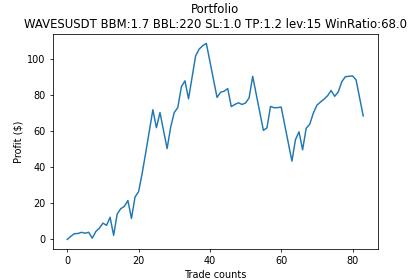 Portfolio
WAVESUSDT BBM:1.7 BBL:220 SL:1.0 TP:1.2 lev:15 WinRatio:68.0
Profit ($)
100
80
60
40
20
0
0 20 40 60 80
Trade counts